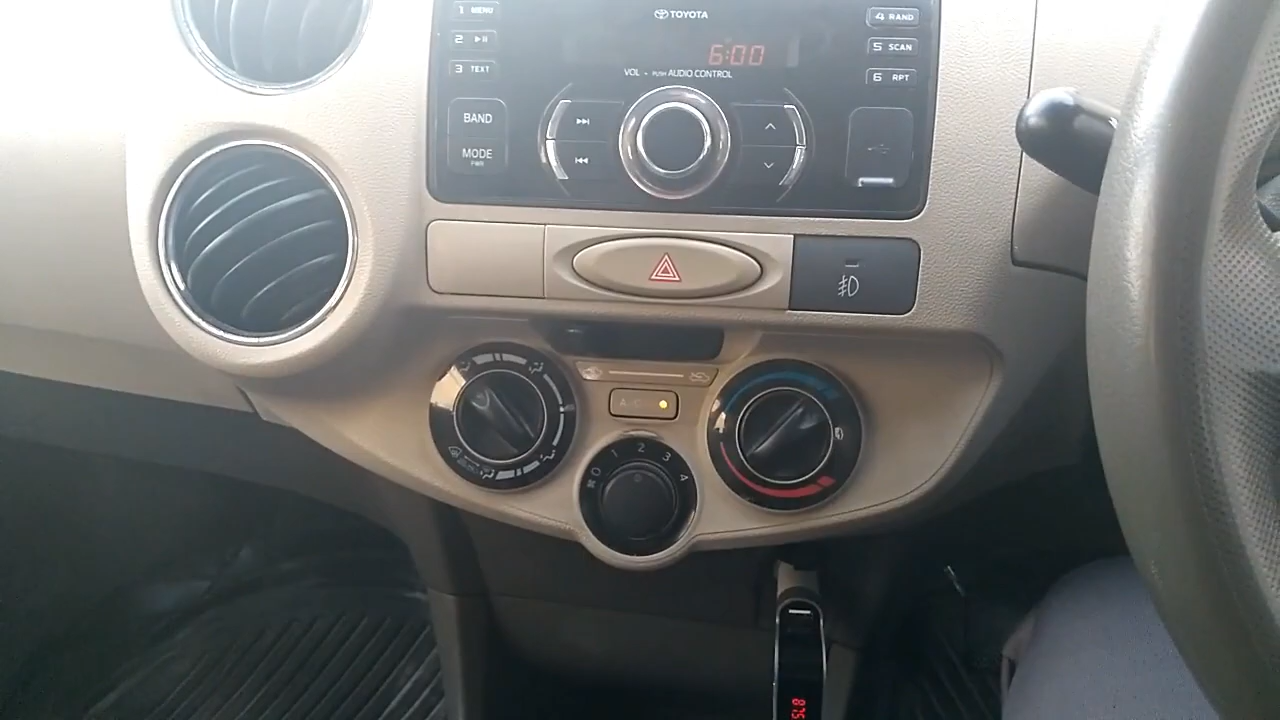 TOYOTA
1 MENU
2
3 TEXT
4 RAND
5 SCAN
6 RPT
6:00
VOL - PUSH AUDIO CONTROL
BAND
MODE
PWR
A/C
0 1 2 3 4